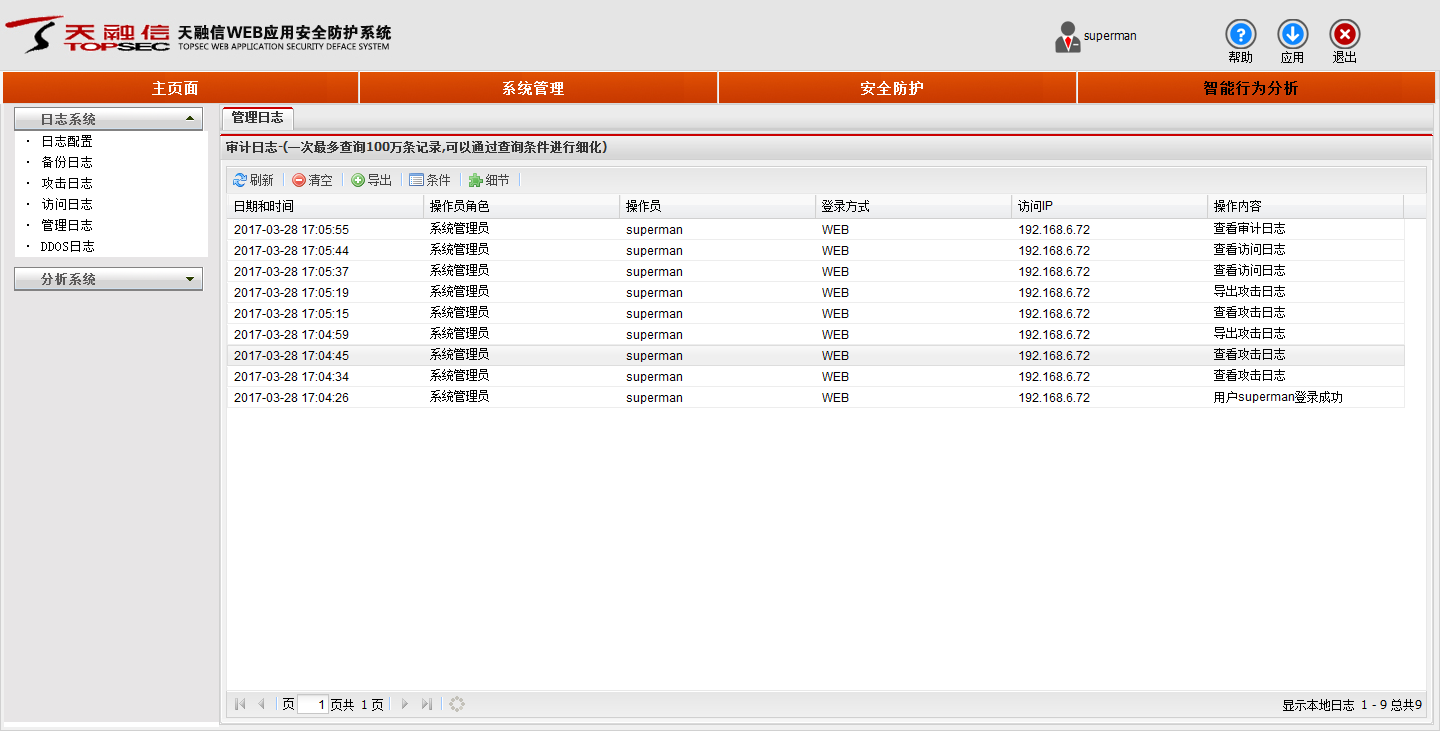 天融信 天融信WEB应用安全防护系统
TOPSEC TOPSEC WEB APPLICATION SECURITY DEFACE SYSTEM
superman
帮助 应用 退出
主页面 系统管理 安全防护 智能行为分析
日志系统
日志配置
备份日志
攻击日志
访问日志
管理日志
DDOS日志
分析系统
管理日志
审计日志-(一次最多查询100万条记录,可以通过查询条件进行细化)
刷新 清空 导出 条件 细节
日期和时间 操作员角色 操作员 登录方式 访问IP 操作内容
2017-03-28 17:05:55 系统管理员 superman WEB 192.168.6.72 查看审计日志
2017-03-28 17:05:44 系统管理员 superman WEB 192.168.6.72 查看访问日志
2017-03-28 17:05:37 系统管理员 superman WEB 192.168.6.72 查看访问日志
2017-03-28 17:05:19 系统管理员 superman WEB 192.168.6.72 导出攻击日志
2017-03-28 17:05:15 系统管理员 superman WEB 192.168.6.72 查看攻击日志
2017-03-28 17:04:59 系统管理员 superman WEB 192.168.6.72 导出攻击日志
2017-03-28 17:04:45 系统管理员 superman WEB 192.168.6.72 查看攻击日志
2017-03-28 17:04:34 系统管理员 superman WEB 192.168.6.72 查看攻击日志
2017-03-28 17:04:26 系统管理员 superman WEB 192.168.6.72 用户superman登录成功
页 1 页共 1 页 显示本地日志 1 - 9 总共9